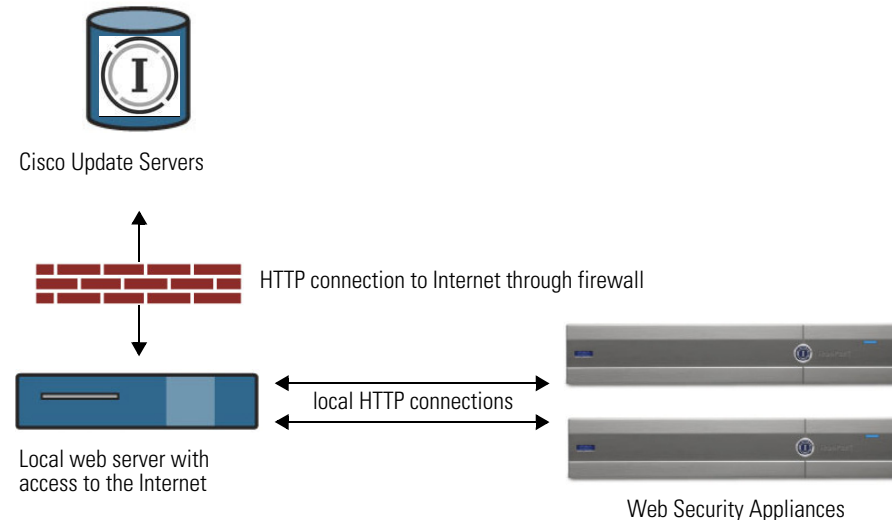 I
Cisco Update Servers
HTTP connection to Internet through firewall
local HTTP connections
Local web server with
access to the Internet
Web Security Appliances